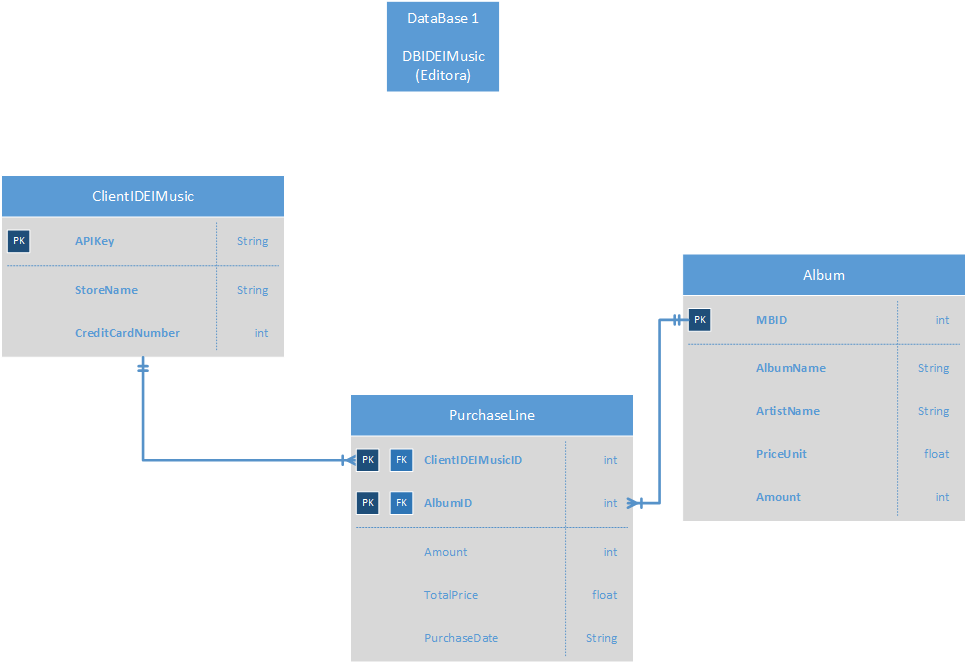 DataBase 1
DBIDEIMusic
(Editora)
ClientIDEIMusic
PK APIKey String
StoreName String
CreditCardNumber int
Album
PK MBID int
AlbumName String
ArtistName String
PriceUnit float
Amount int
PurchaseLine
PK FK ClientIDEIMusicID int
PK FK AlbumID int
Amount int
TotalPrice float
PurchaseDate String